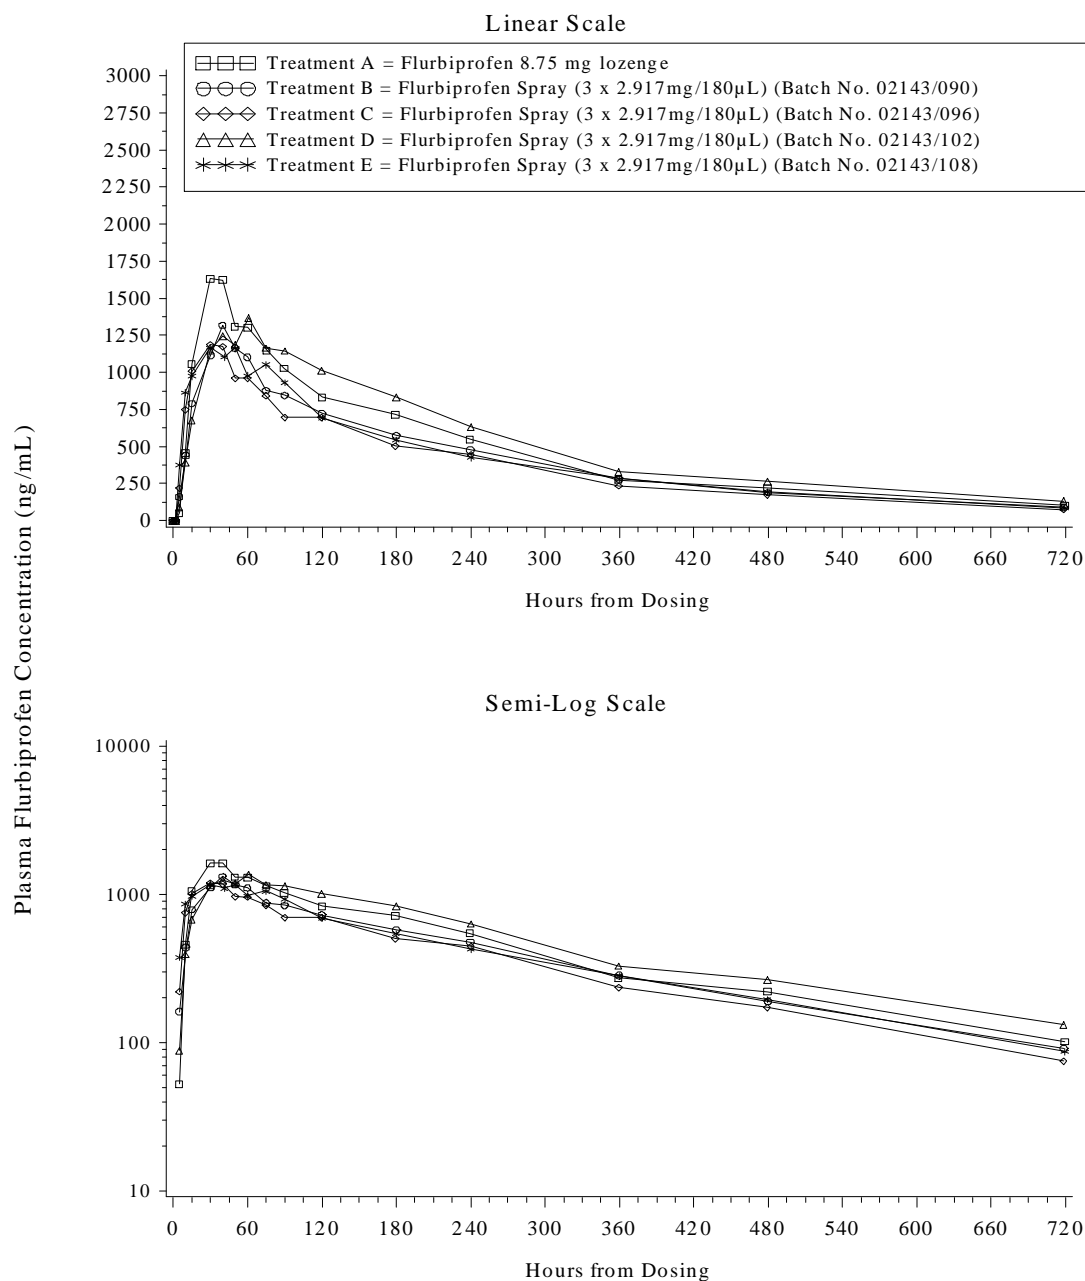 Linear Scale
Treatment A = Flurbiprofen 8.75 mg lozenge
Treatment B = Flurbiprofen Spray (3 x 2.917mg/180µL) (Batch No. 02143/090)
Treatment C = Flurbiprofen Spray (3 x 2.917mg/180µL) (Batch No. 02143/096)
Treatment D = Flurbiprofen Spray (3 x 2.917mg/180µL) (Batch No. 02143/102)
Treatment E = Flurbiprofen Spray (3 x 2.917mg/180µL) (Batch No. 02143/108)
3000
2750
2500
2250
2000
1750
1500
1250
1000
750
500
250
0
0 60 120 180 240 300 360 420 480 540 600 660 720
Hours from Dosing
Plasma Flurbiprofen Concentration (ng/mL)
Semi-Log Scale
10000
1000
100
10
0 60 120 180 240 300 360 420 480 540 600 660 720
Hours from Dosing